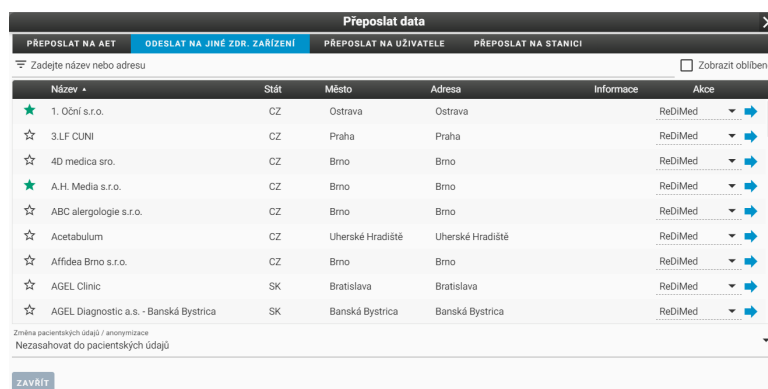 Přeposlat data
PŘEPOSLAT NA AET ODESLAT NA JINÉ ZDR. ZAŘÍZENÍ PŘEPOSLAT NA UŽIVATELE PŘEPOSLAT NA STANICI
Zadejte název nebo adresu Zobrazit oblíben
Název Stát Město Adresa Informace Akce
1. Oční s.r.o. CZ Ostrava Ostrava ReDiMed
3.LF CUNI CZ Praha Praha ReDiMed
4D medica sro. CZ Brno Brno ReDiMed
A.H. Media s.r.o. CZ Brno Brno ReDiMed
ABC alergologie s.r.o. CZ Brno Brno ReDiMed
Acetabulum CZ Uherské Hradiště Uherské Hradiště ReDiMed
Affidea Brno s.r.o. CZ Brno Brno ReDiMed
AGEL Clinic SK Bratislava Bratislava ReDiMed
AGEL Diagnostic a.s. - Banská Bystrica SK Banská Bystrica Banská Bystrica ReDiMed
Změna pacientských údajů / anonymizace
Nezasahovat do pacientských údajů
ZAVŘÍT